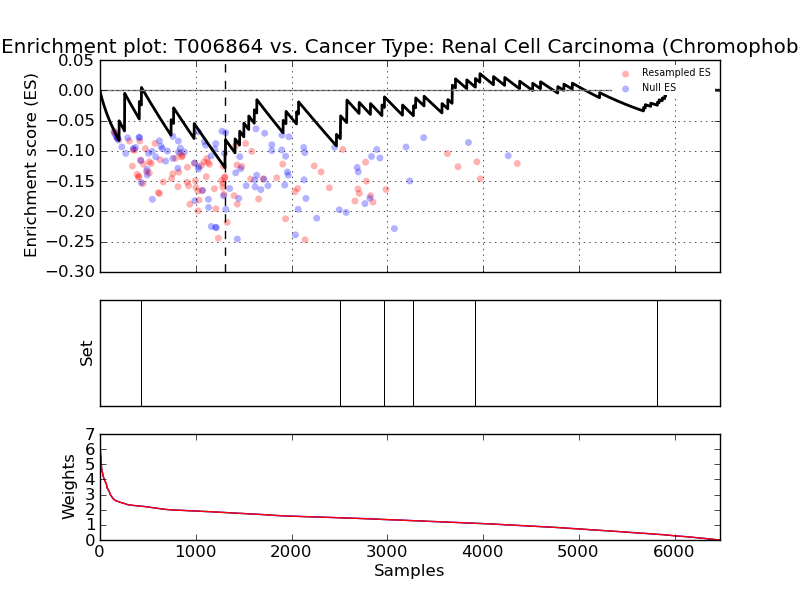 Enrichment plot: T006864 vs. Cancer Type: Renal Cell Carcinoma (Chromophob
Enrichment score (ES)
0.05
0.00
−0.05
−0.10
−0.15
−0.20
−0.25
−0.30
Resampled ES
Null ES
Set
Weights
7
6
5
4
3
2
1
0
0 1000 2000 3000 4000 5000 6000
Samples